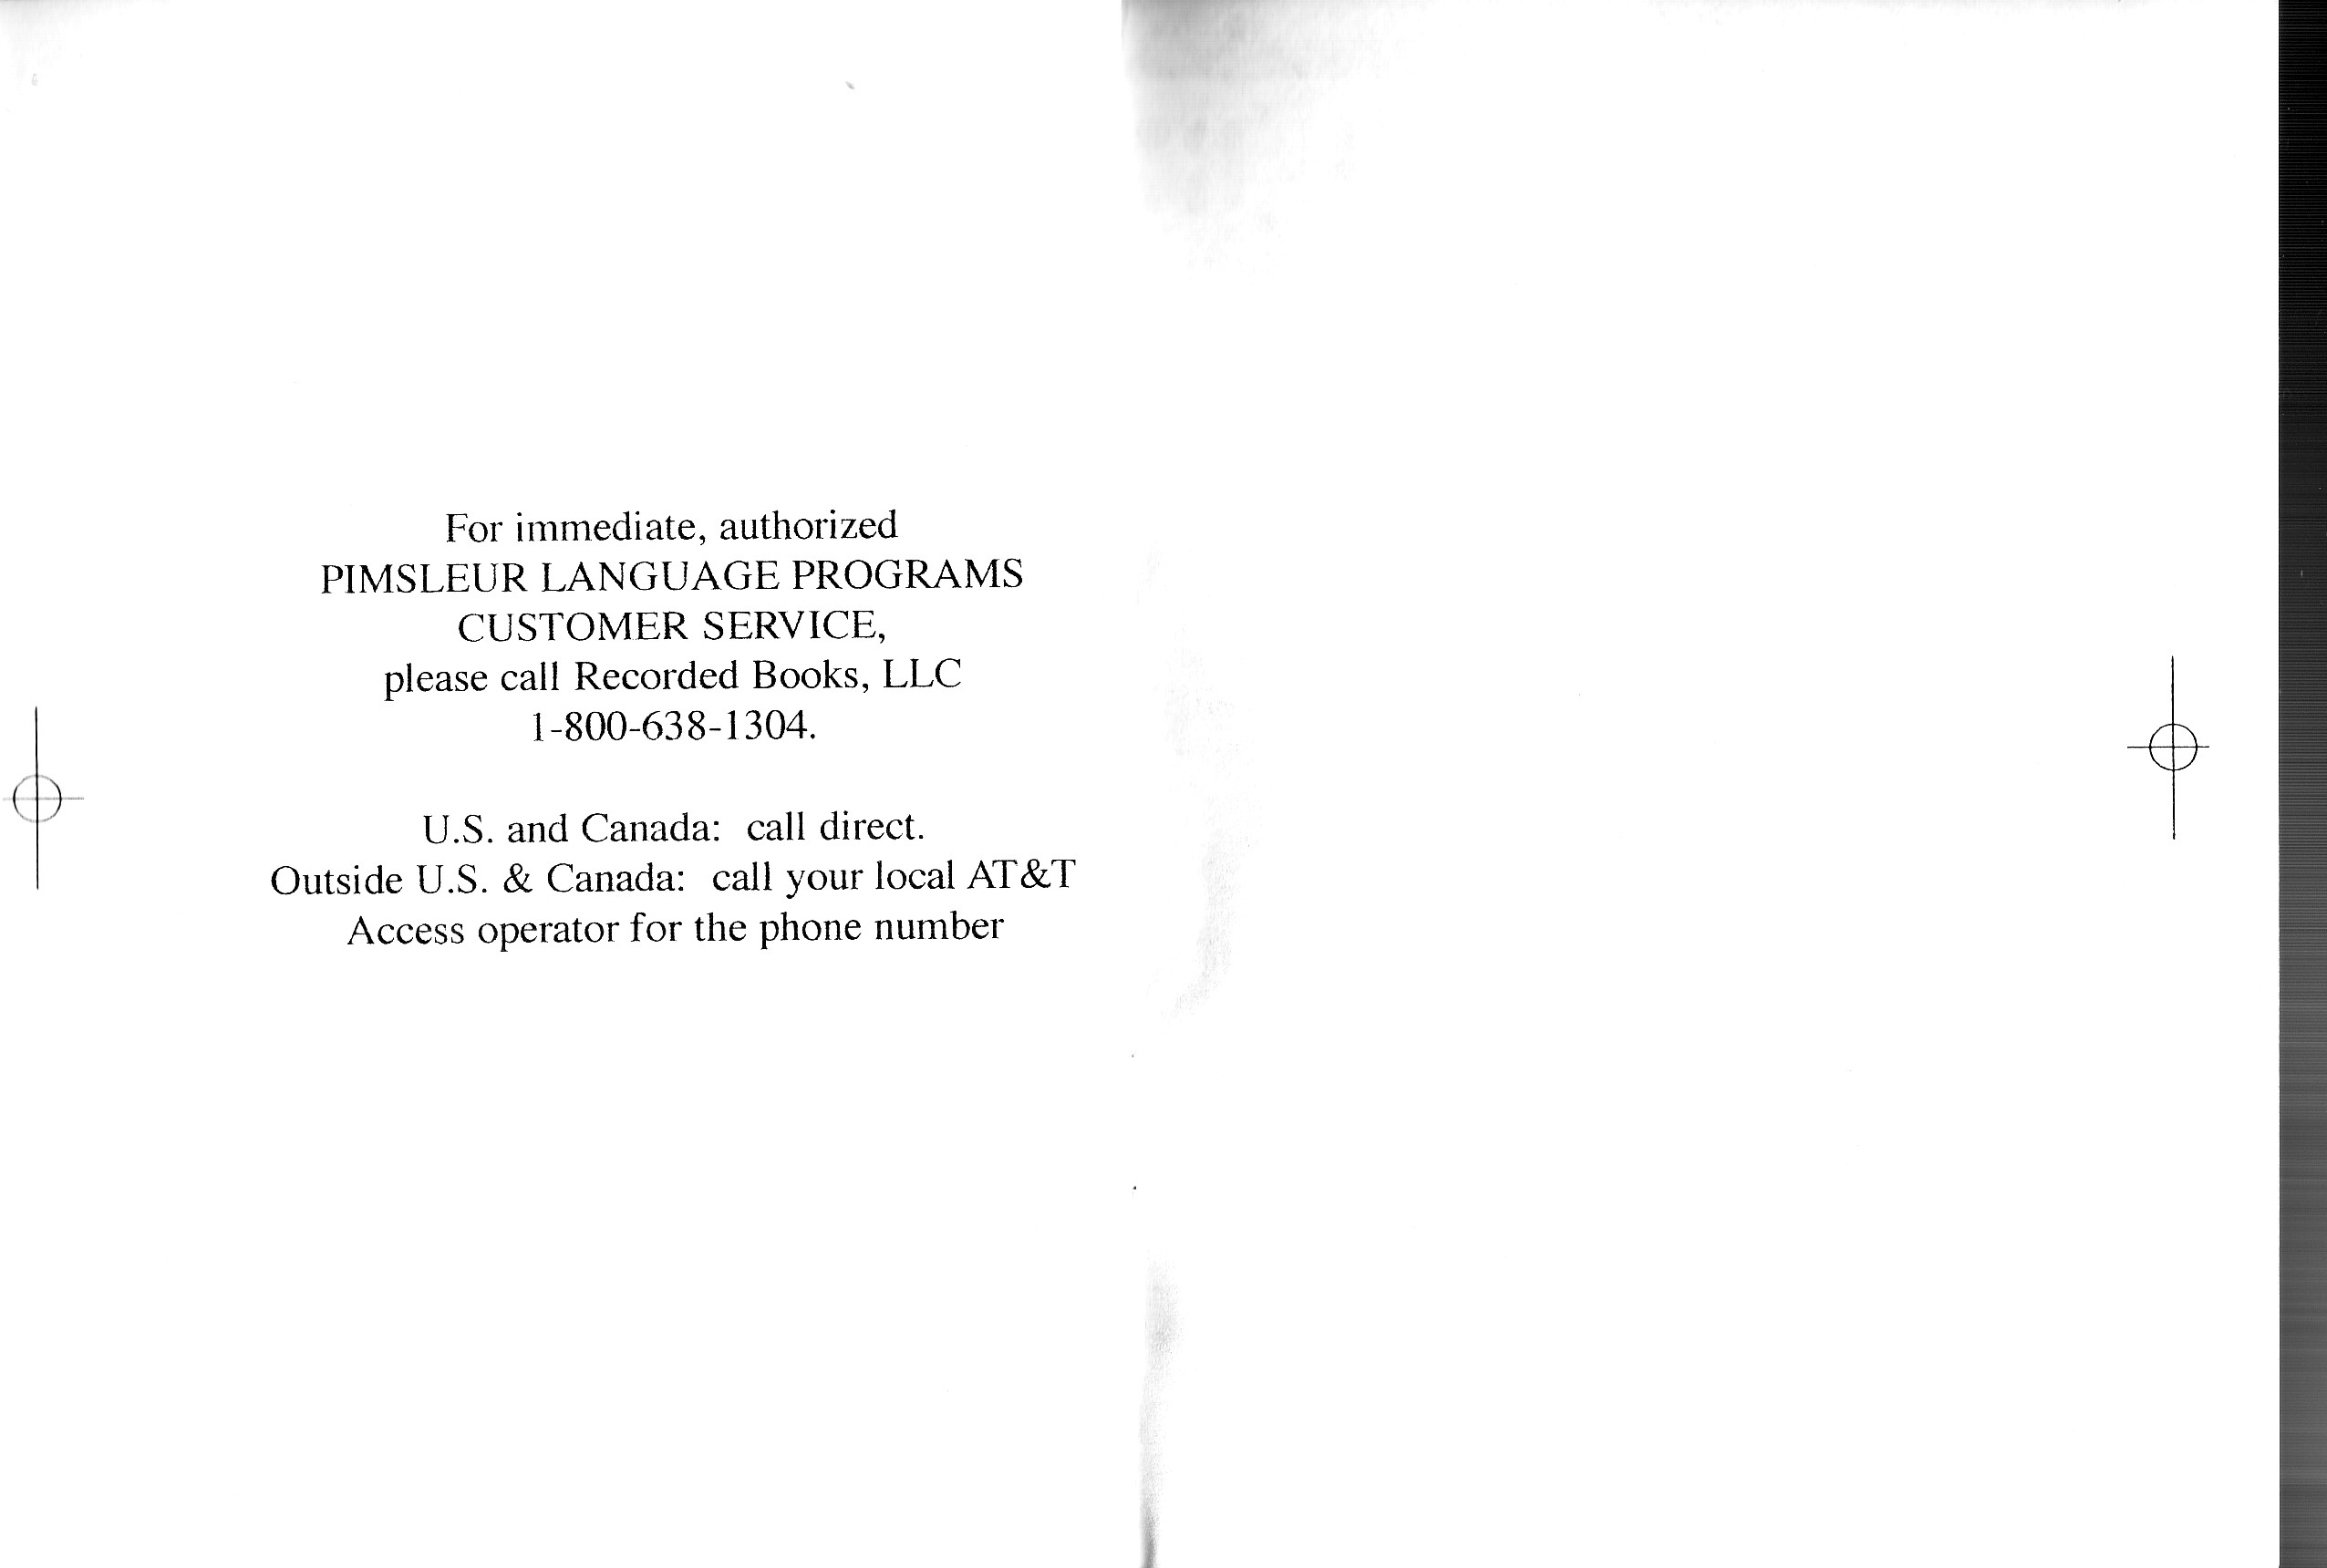 For immediate, authorized
PIMSLEUR LANGUAGE PROGRAMS
CUSTOMER SERVICE,
please call Recorded Books, LLC
1-800-638-1304.
U.S. and Canada:  call direct.
Outside U.S. & Canada:  call your local AT&T
Access operator for the phone number